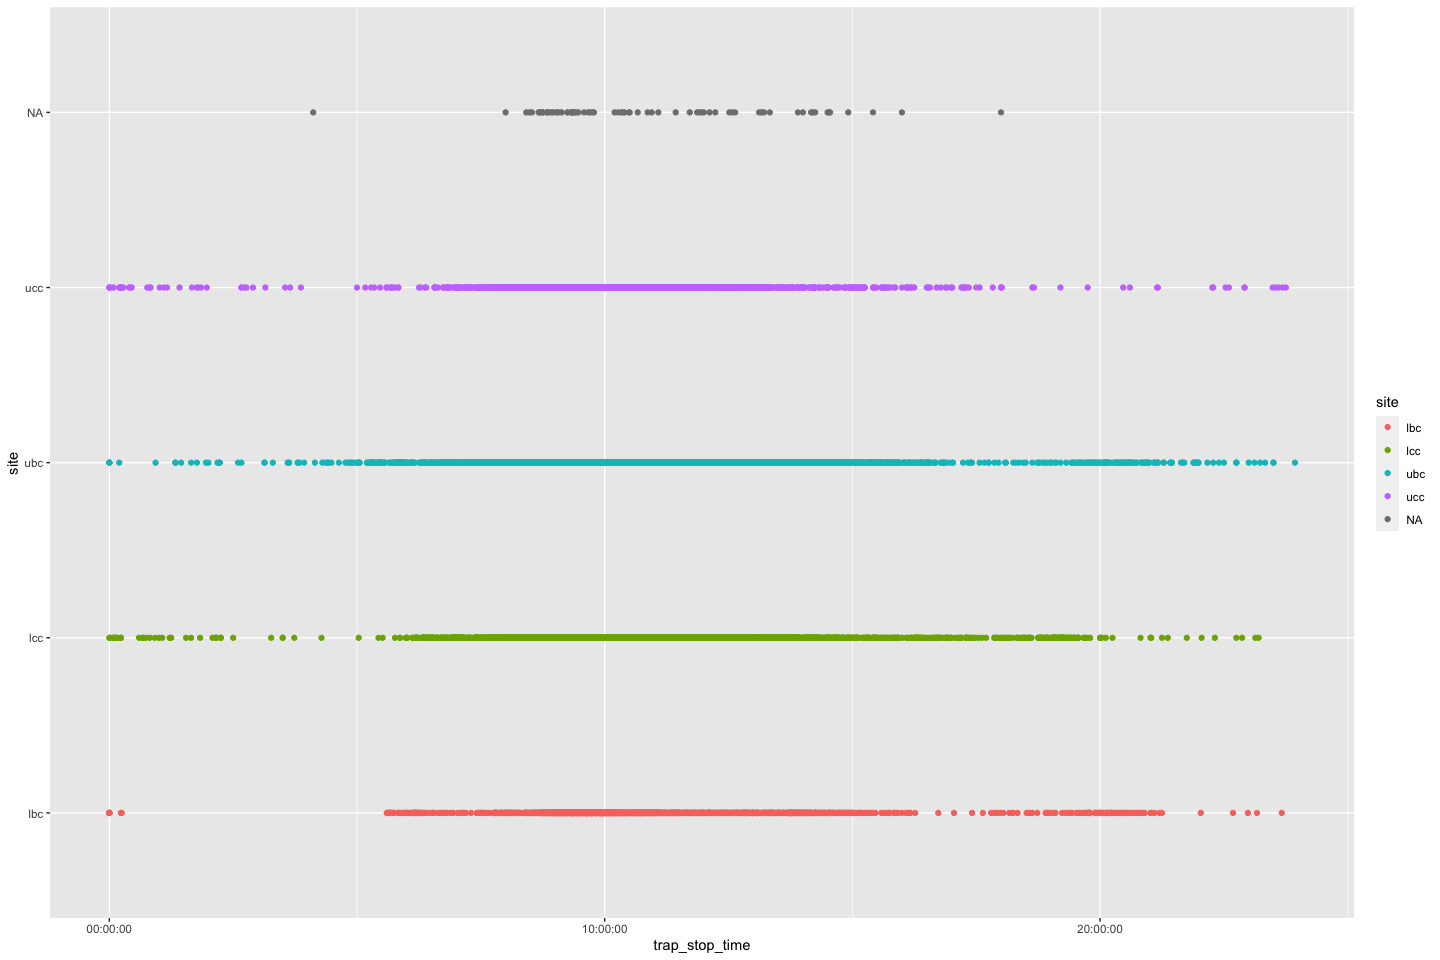 NA
ucc
ubc
lcc
lbc
site
00:00:00
10:00:00
20:00:00
trap_stop_time
site
lbc
lcc
ubc
ucc
NA